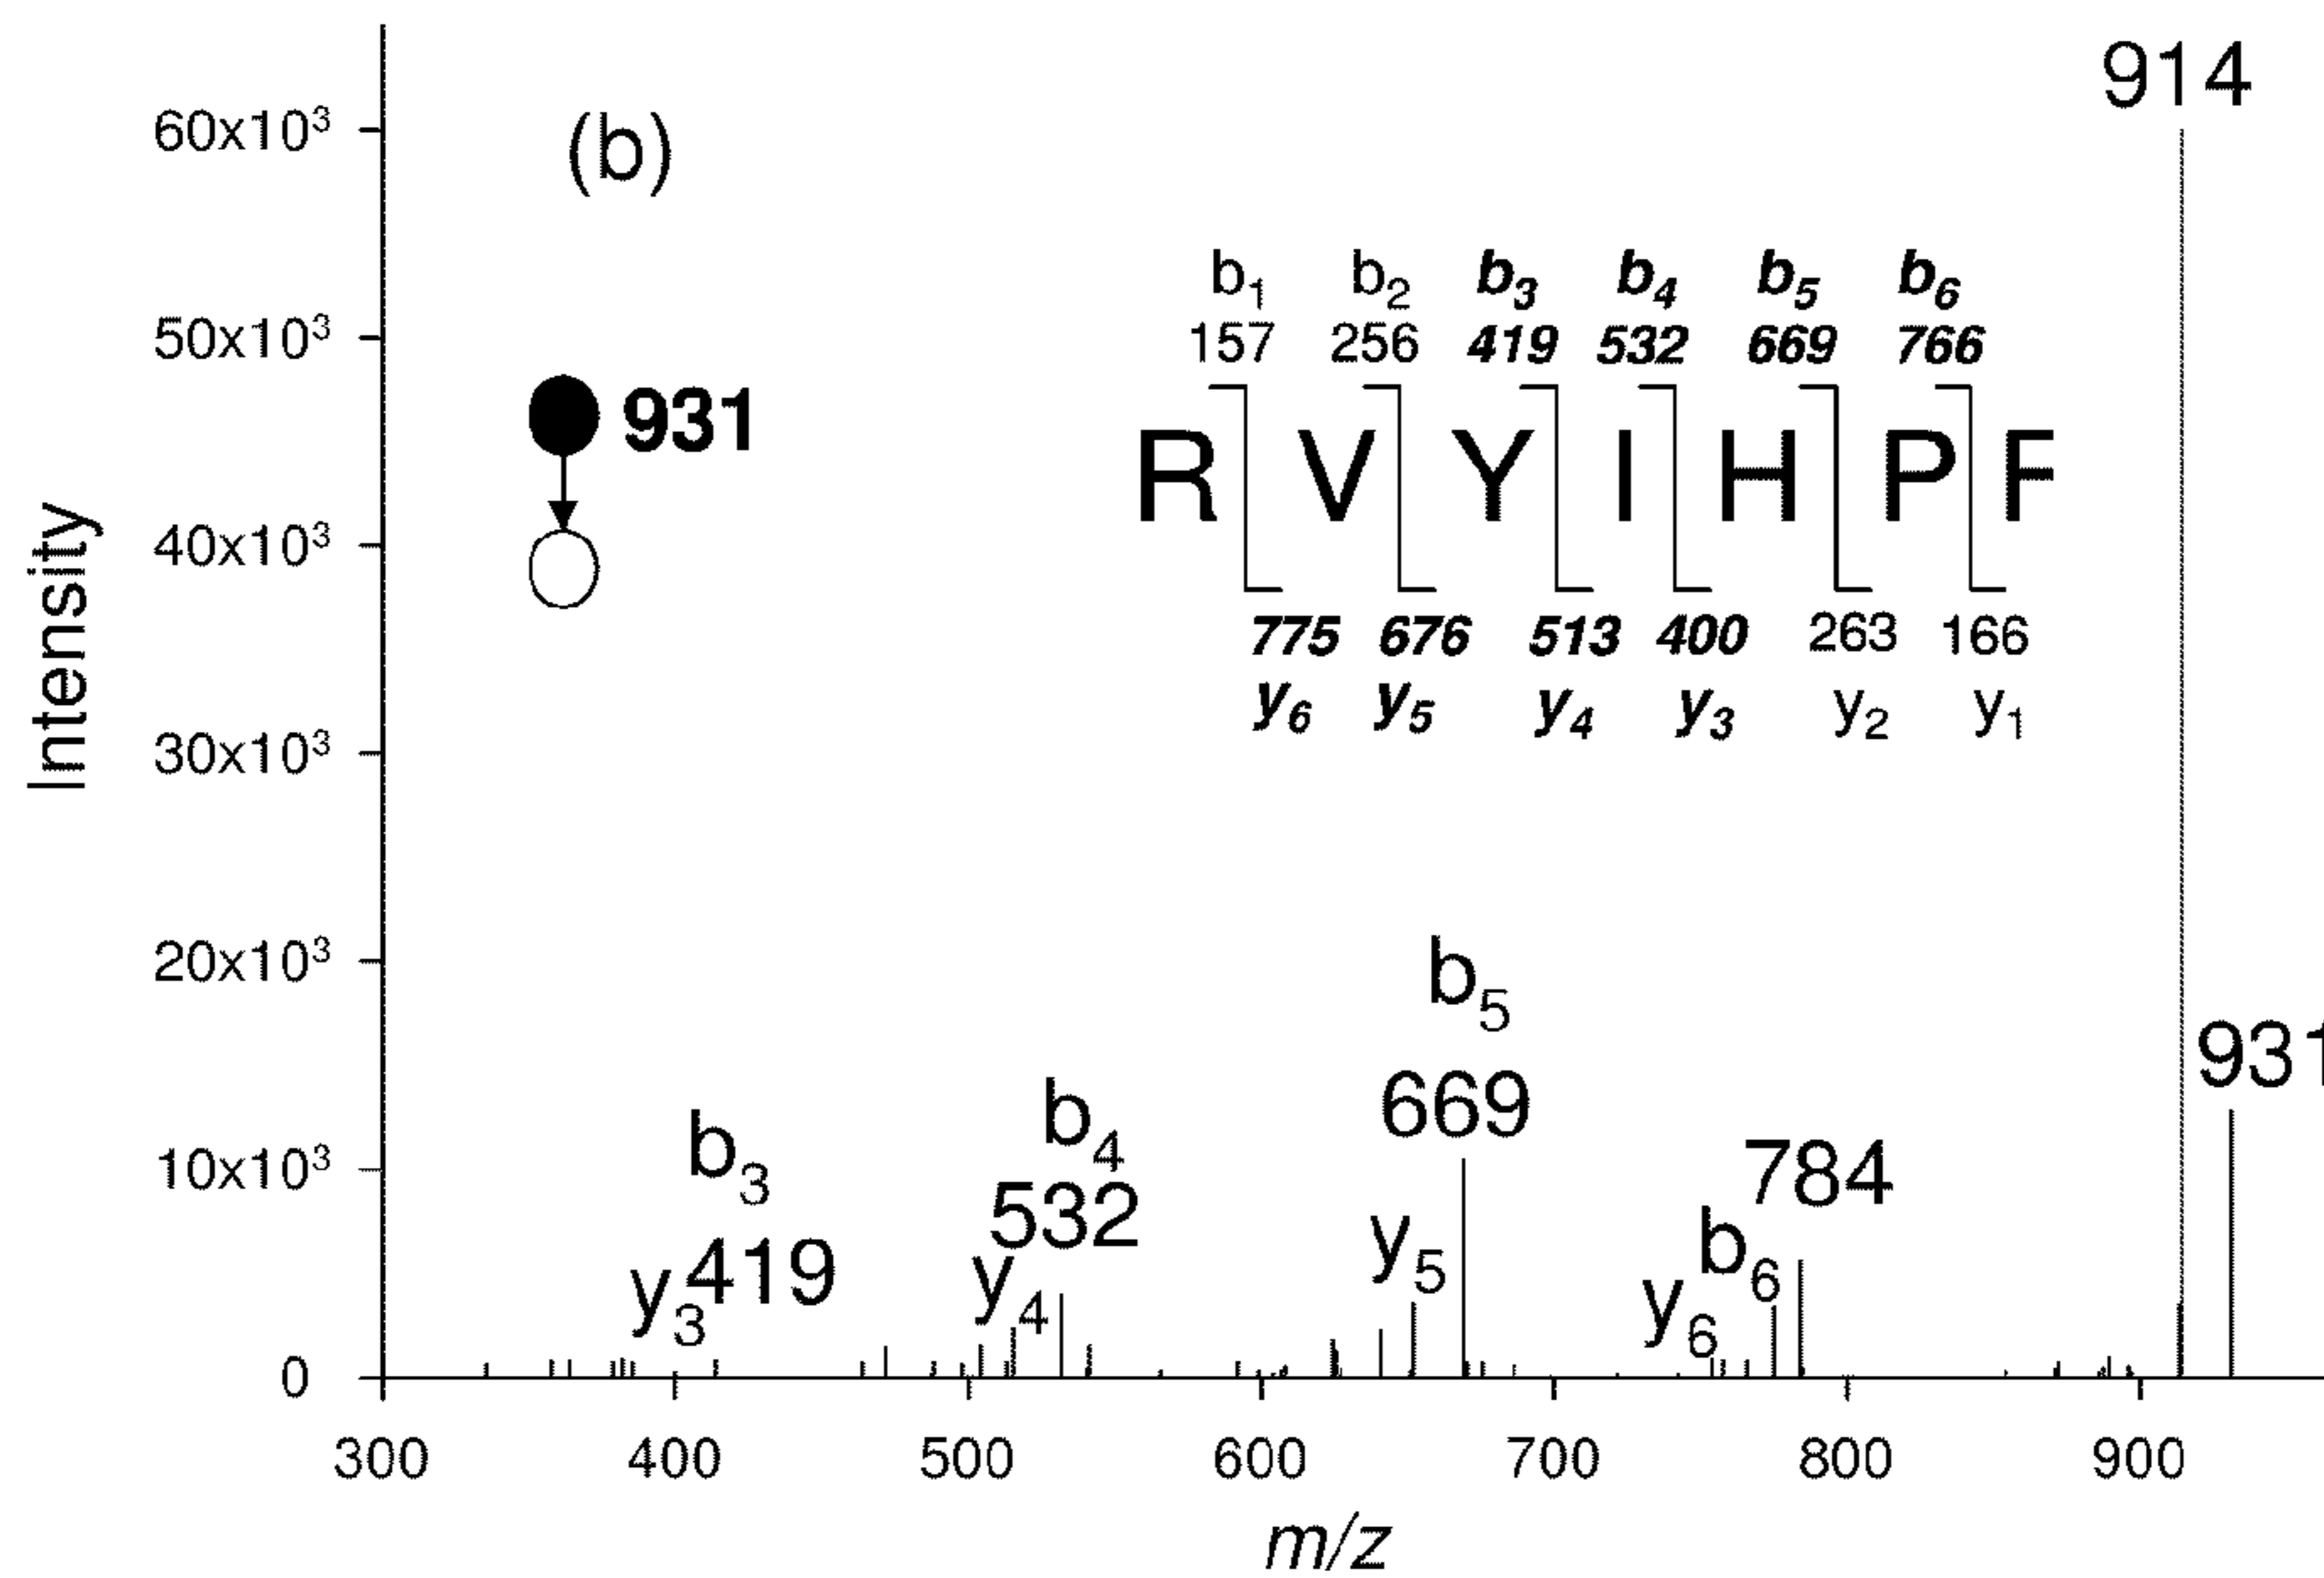 914
60x10³
(b)
b₁ b₂ b₃ b₄ b₅ b₆
50x10³
157 256 419 532 669 766
931
R V Y I H P F
40x10³
775 676 513 400 263 166
y₆ y₅ y₄ y₃ y₂ y₁
30x10³
Intensity
20x10³
b₅
931
b₄
669
b₃
10x10³
784
532
y₅
b₆
419
y₃
y₄
y₆
0
300 400 500 600 700 800 900
m/z